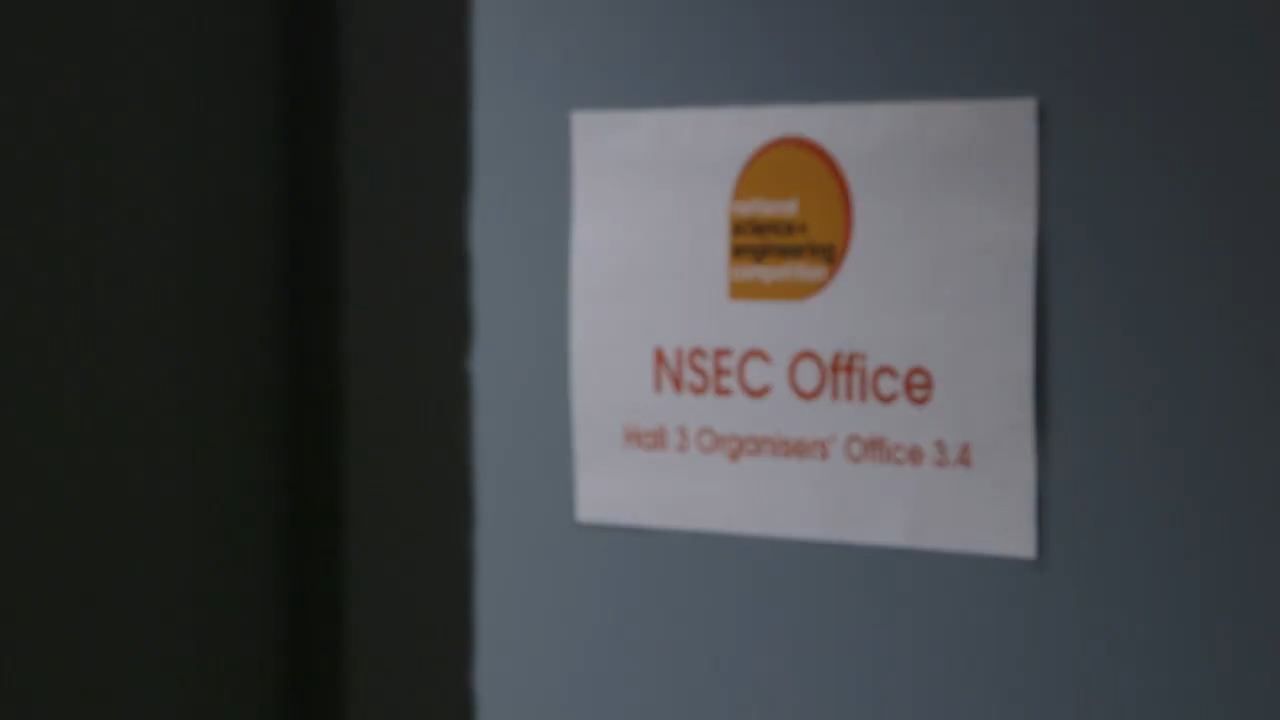 national
science+
engineering
competition
NSEC Office
Hall 3 Organisers' Office 3.4